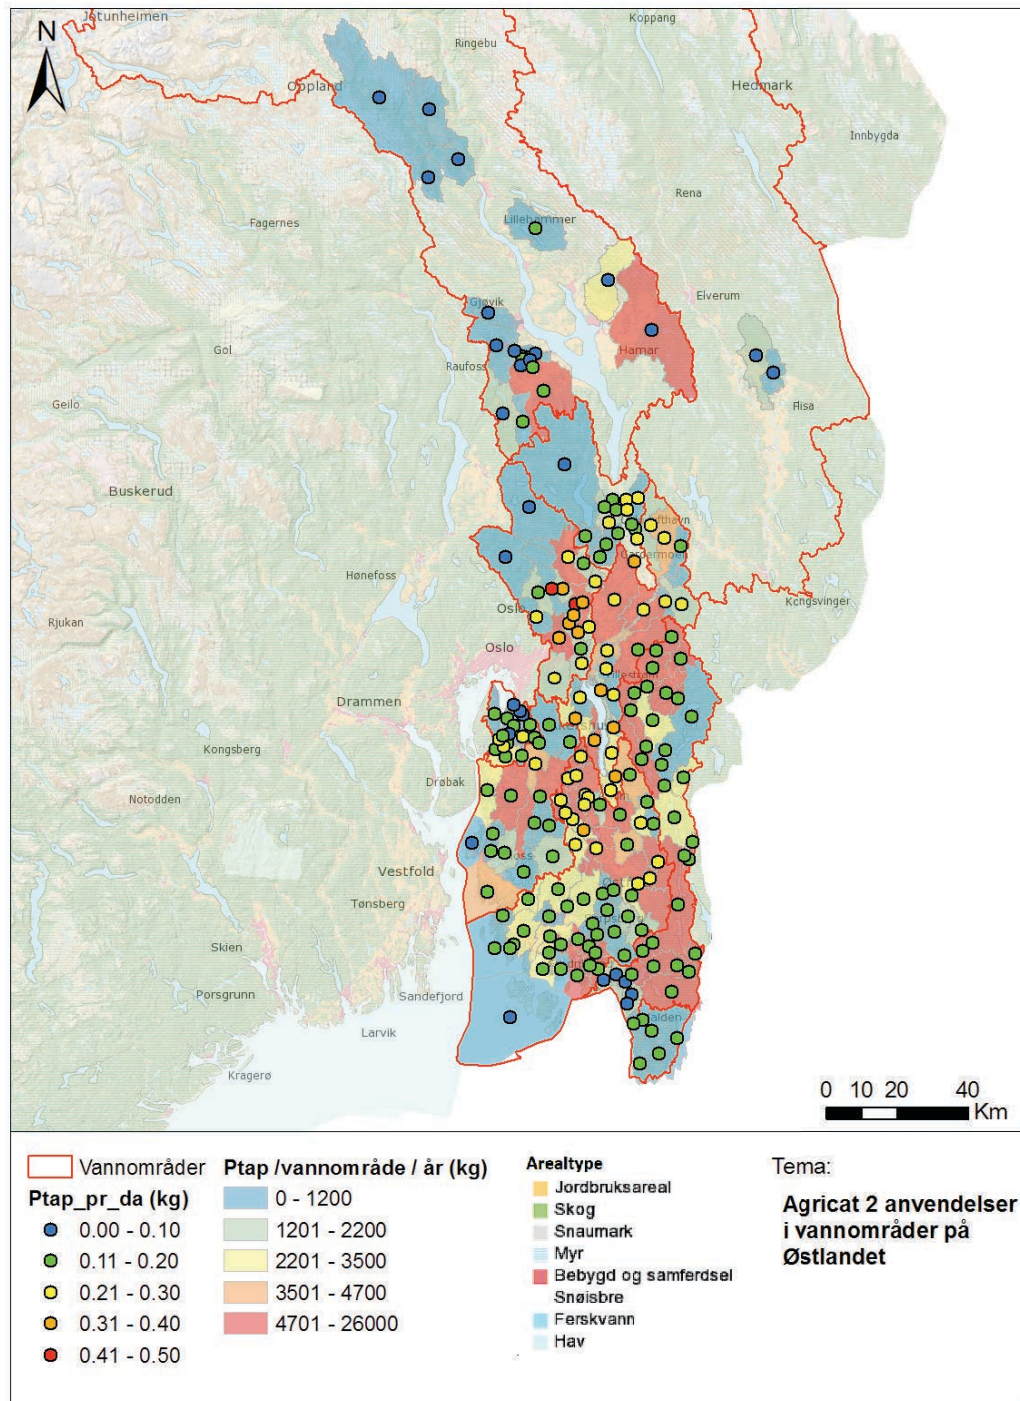 Jotunheimen
Koppang
N
Ringebu
Oppland
Hedmark
Innbygda
Rena
Lillehammer
Fagernes
Elverum
Gjøvik
Gol
Raufoss
Hamar
Geilo
Flisa
Buskerud
Gardermoen
Hønefoss
Kongsvinger
Oslo
Rjukan
Oslo
Drammen
Kongsberg
Drøbak
Notodden
Vestfold
Tønsberg
Skien
Porsgrunn
Sandefjord
Larvik
Kragerø
0 10 20 40
Km
Vannområder
Ptap_pr_da (kg)
0.00 - 0.10
0.11 - 0.20
0.21 - 0.30
0.31 - 0.40
0.41 - 0.50
Ptap /vannområde / år (kg)
0 - 1200
1201 - 2200
2201 - 3500
3501 - 4700
4701 - 26000
Arealtype
Jordbruksareal
Skog
Snaumark
Myr
Bebygd og samferdsel
Snøisbre
Ferskvann
Hav
Tema:
Agricat 2 anvendelser
i vannområder på
Østlandet